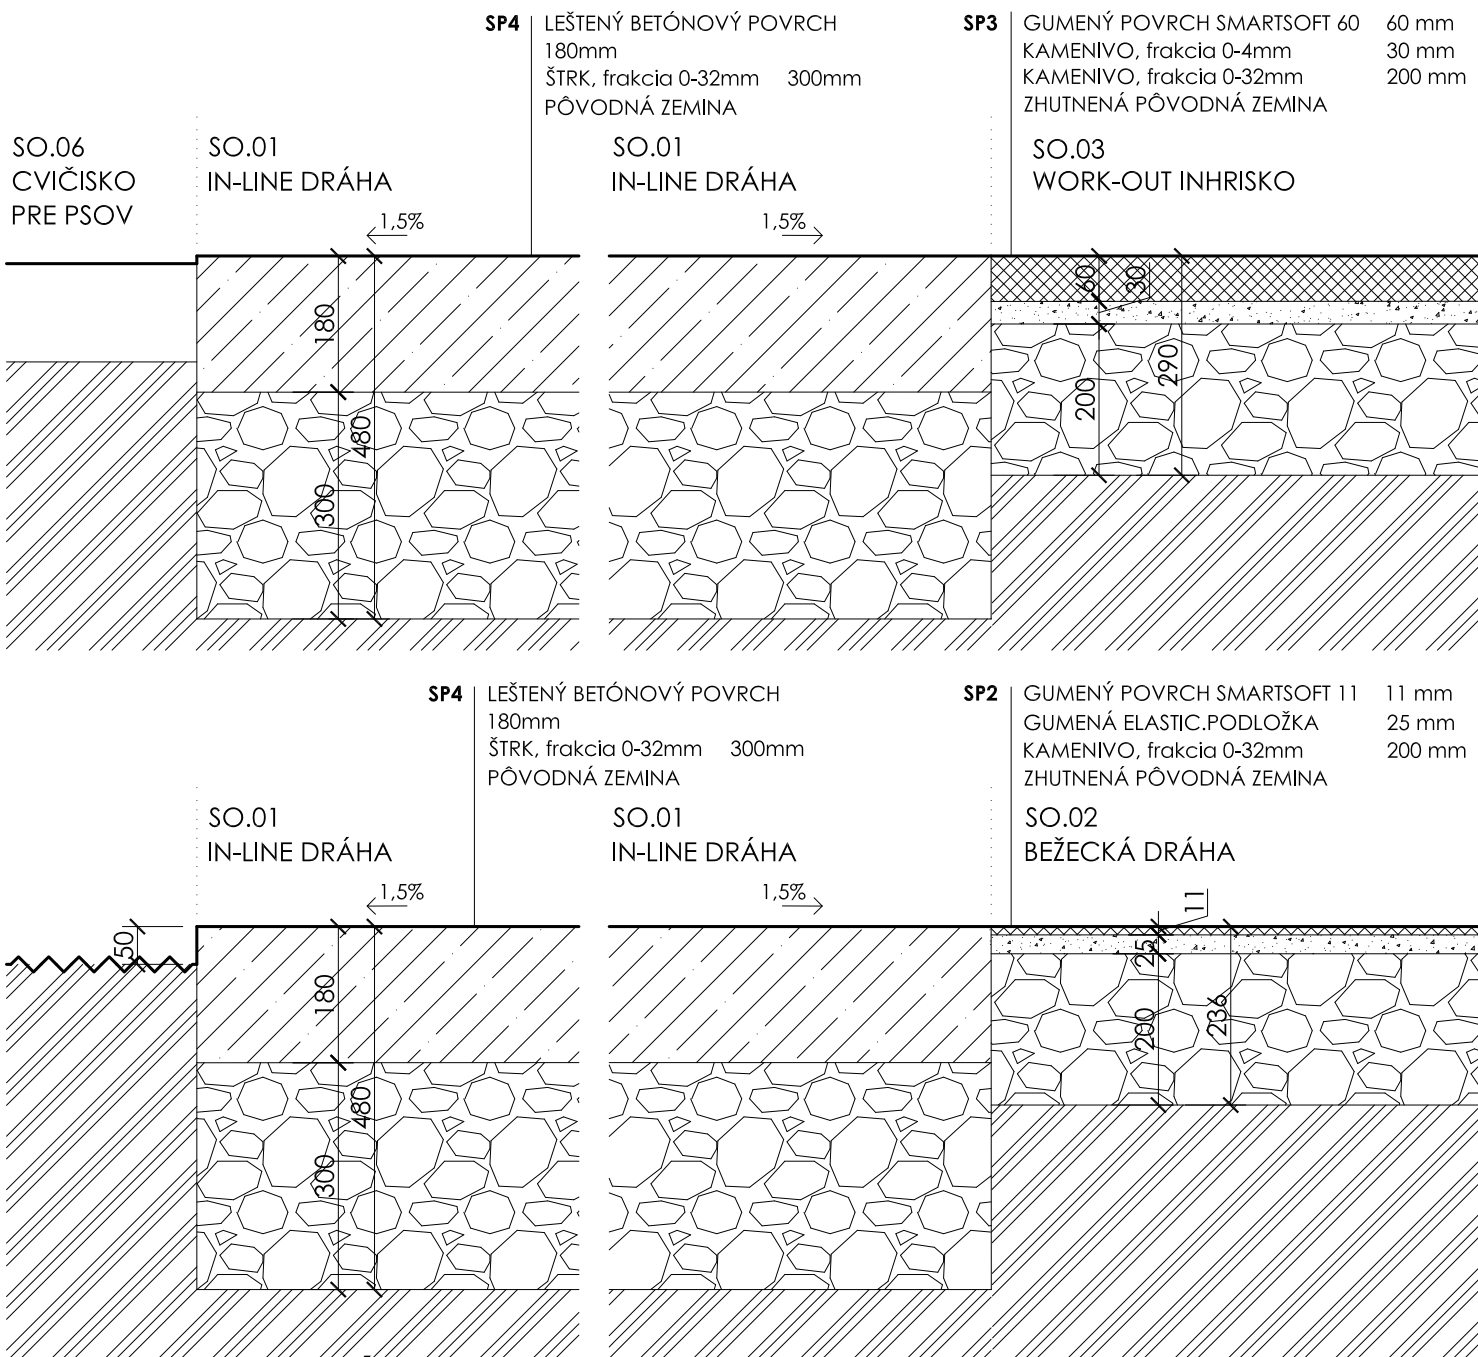 SP4 LEŠTENÝ BETÓNOVÝ POVRCH
180mm
ŠTRK, frakcia 0-32mm 300mm
PÔVODNÁ ZEMINA
SP3 GUMENÝ POVRCH SMARTSOFT 60 60 mm
KAMENIVO, frakcia 0-4mm 30 mm
KAMENIVO, frakcia 0-32mm 200 mm
ZHUTNENÁ PÔVODNÁ ZEMINA
SO.06
CVIČISKO
PRE PSOV
SO.01
IN-LINE DRÁHA
SO.01
IN-LINE DRÁHA
SO.03
WORK-OUT INHRISKO
1,5%
1,5%
180
480
300
60
30
200
290
SP4 LEŠTENÝ BETÓNOVÝ POVRCH
180mm
ŠTRK, frakcia 0-32mm 300mm
PÔVODNÁ ZEMINA
SP2 GUMENÝ POVRCH SMARTSOFT 11 11 mm
GUMENÁ ELASTIC.PODLOŽKA 25 mm
KAMENIVO, frakcia 0-32mm 200 mm
ZHUTNENÁ PÔVODNÁ ZEMINA
SO.01
IN-LINE DRÁHA
SO.01
IN-LINE DRÁHA
SO.02
BEŽECKÁ DRÁHA
1,5%
1,5%
50
180
480
300
11
25
200
236